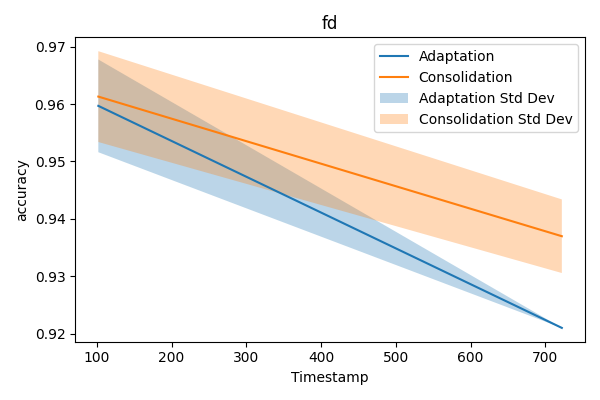 fd
0.97
0.96
0.95
0.94
0.93
0.92
accuracy
Adaptation
Consolidation
Adaptation Std Dev
Consolidation Std Dev
100 200 300 400 500 600 700
Timestamp